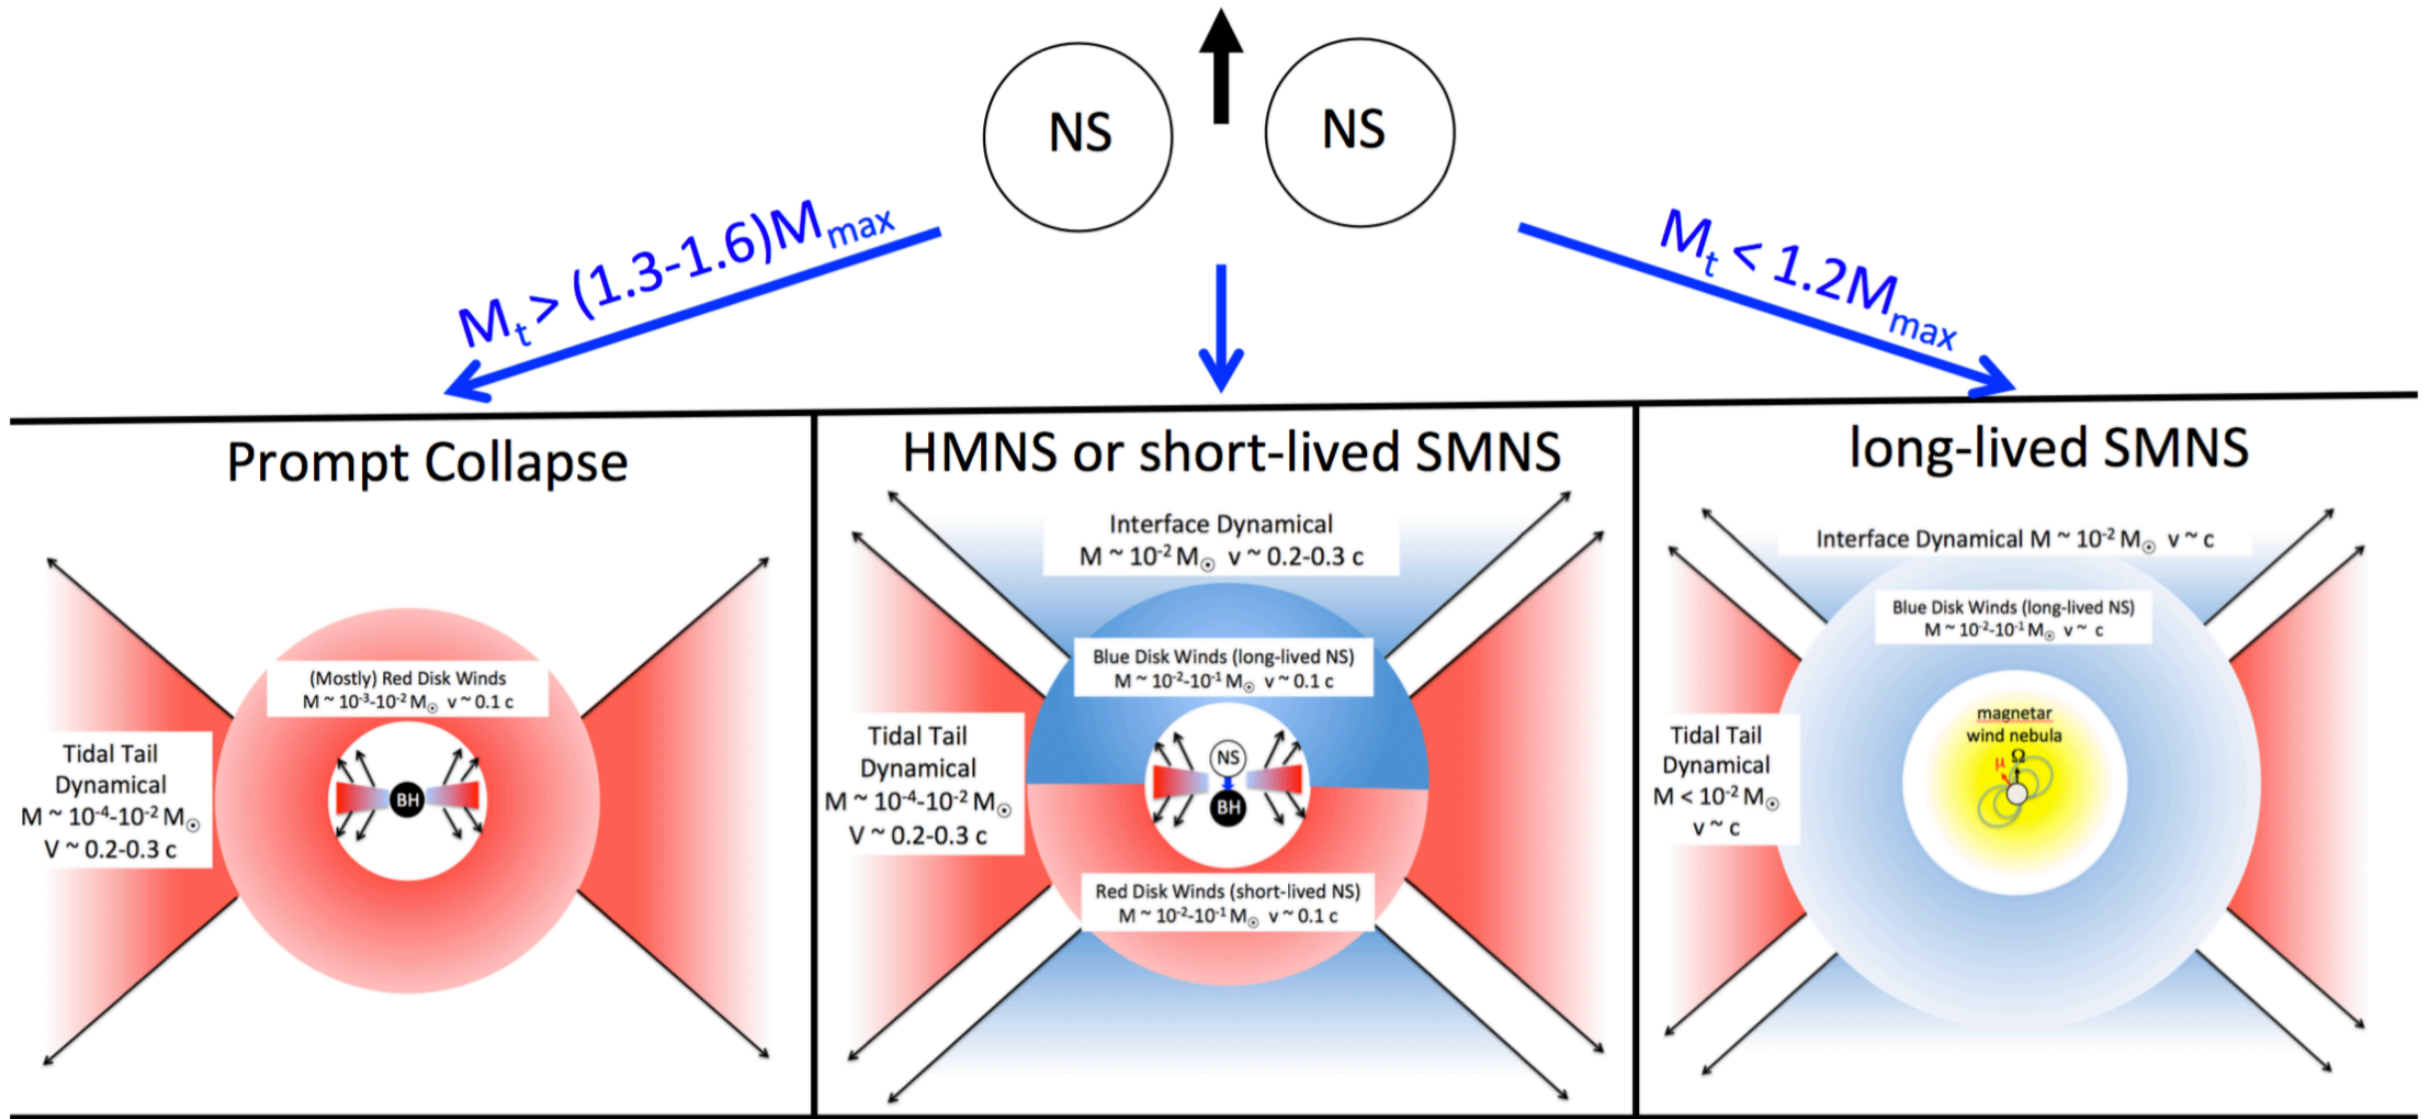 NS
NS
Mₜ > (1.3-1.6)Mₘₐₓ
Mₜ < 1.2Mₘₐₓ
Prompt Collapse
(Mostly) Red Disk Winds
M ~ 10⁻³-10⁻² M☉ v ~ 0.1 c
Tidal Tail
Dynamical
M ~ 10⁻⁴-10⁻² M☉
V ~ 0.2-0.3 c
BH
HMNS or short-lived SMNS
Interface Dynamical
M ~ 10⁻² M☉ v ~ 0.2-0.3 c
Blue Disk Winds (long-lived NS)
M ~ 10⁻²-10⁻¹ M☉ v ~ 0.1 c
Tidal Tail
Dynamical
M ~ 10⁻⁴-10⁻² M☉
V ~ 0.2-0.3 c
NS
BH
Red Disk Winds (short-lived NS)
M ~ 10⁻²-10⁻¹ M☉ v ~ 0.1 c
long-lived SMNS
Interface Dynamical M ~ 10⁻² M☉ v ~ c
Blue Disk Winds (long-lived NS)
M ~ 10⁻²-10⁻¹ M☉ v ~ c
magnetar
wind nebula
μ Ω
Tidal Tail
Dynamical
M < 10⁻² M☉
v ~ c